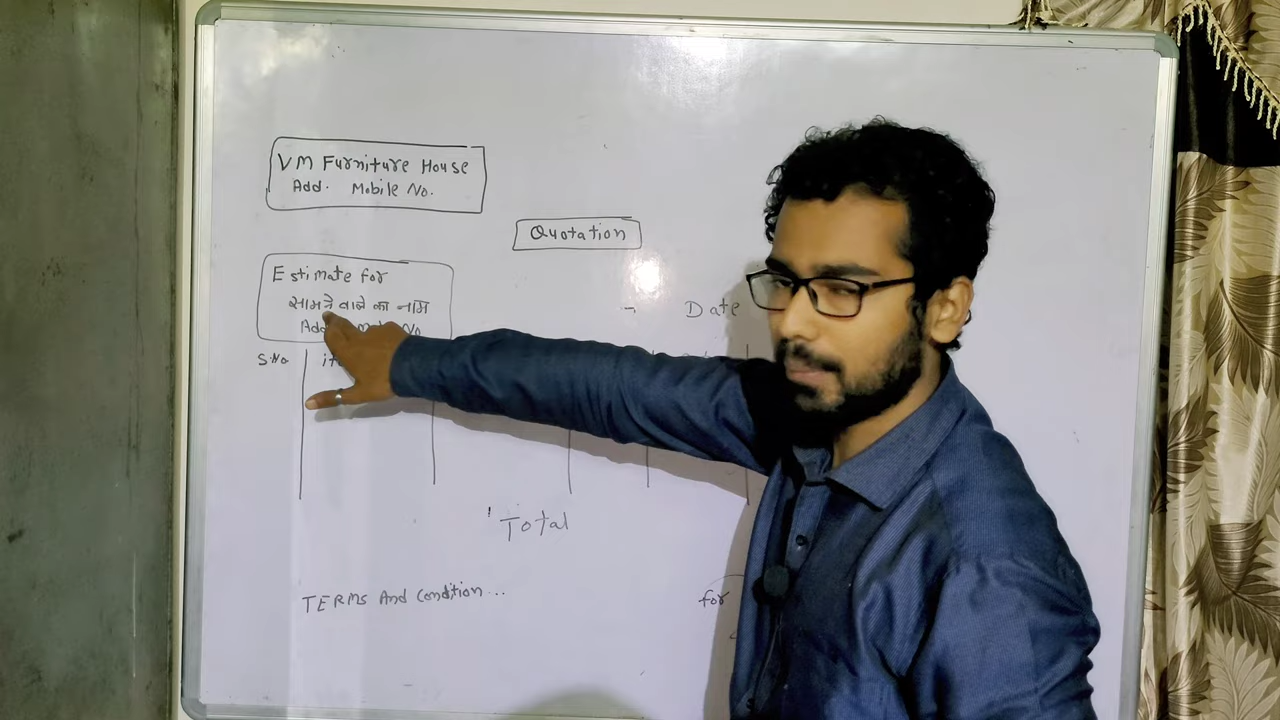 VM Furniture House
Add. Mobile No.
Quotation
Estimate for
सामने वाले का नाम
Date
S.No
Total
TERMS And Condition...
for